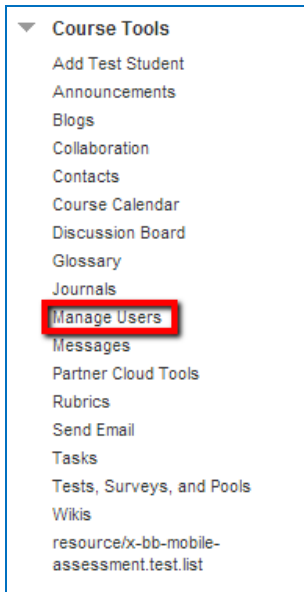 Course Tools
Add Test Student
Announcements
Blogs
Collaboration
Contacts
Course Calendar
Discussion Board
Glossary
Journals
Manage Users
Messages
Partner Cloud Tools
Rubrics
Send Email
Tasks
Tests, Surveys, and Pools
Wikis
resource/x-bb-mobile-
assessment.test.list